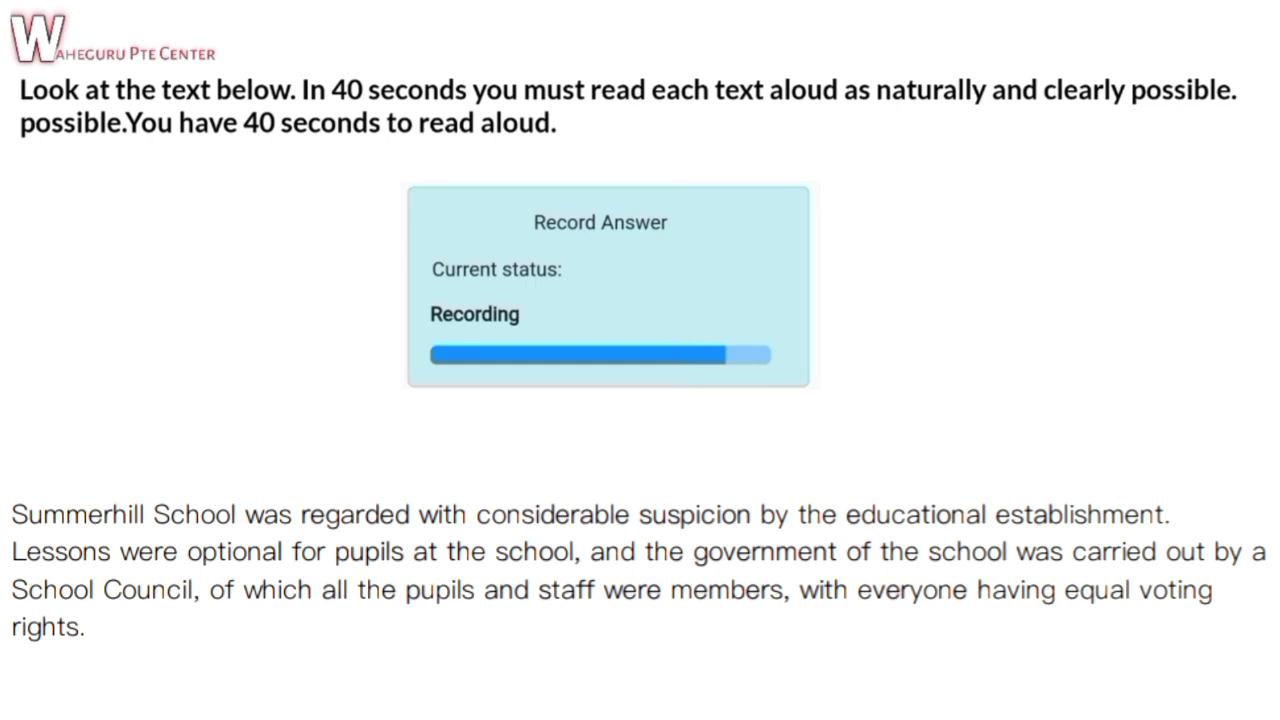 WAHEGURU PTE CENTER
Look at the text below. In 40 seconds you must read each text aloud as naturally and clearly possible.
possible.You have 40 seconds to read aloud.
Record Answer
Current status:
Recording
Summerhill School was regarded with considerable suspicion by the educational establishment.
Lessons were optional for pupils at the school, and the government of the school was carried out by a
School Council, of which all the pupils and staff were members, with everyone having equal voting
rights.